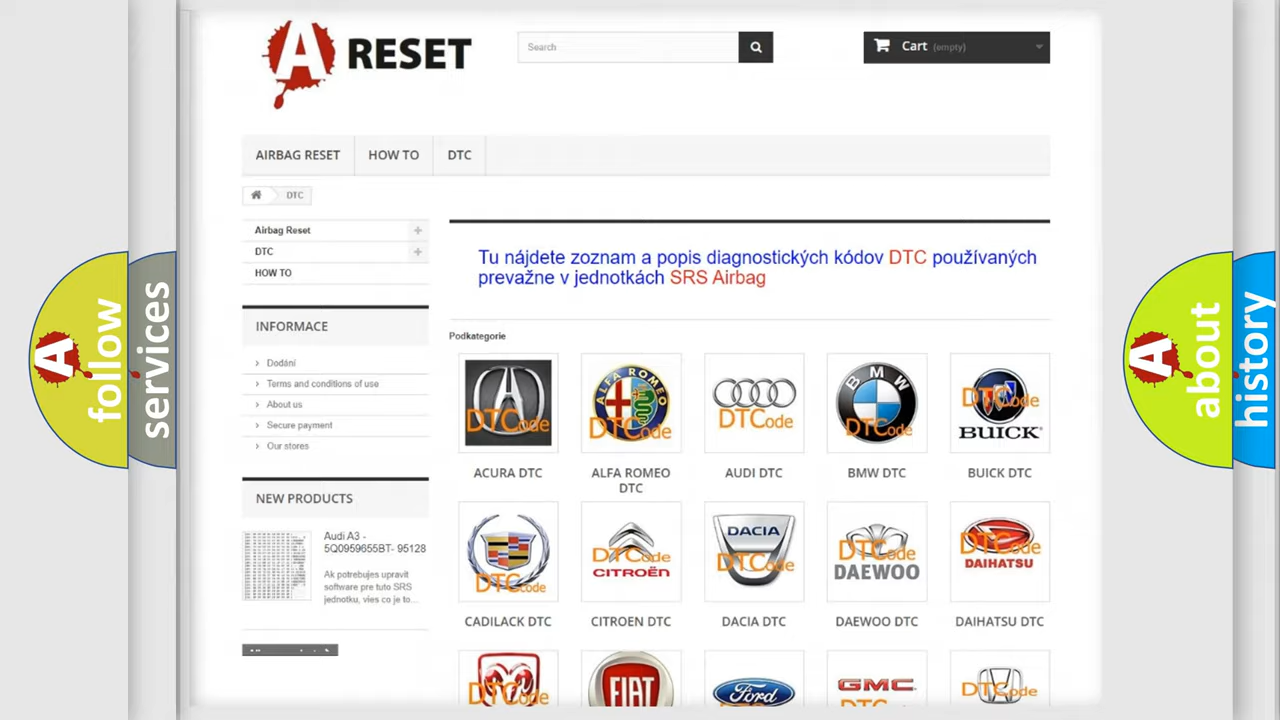 A RESET
Search
Cart (empty)
AIRBAG RESET
HOW TO
DTC
DTC
Airbag Reset
DTC
HOW TO
Tu nájdete zoznam a popis diagnostických kódov DTC používaných
prevažne v jednotkách SRS Airbag
INFORMACE
Dodání
Terms and conditions of use
About us
Secure payment
Our stores
NEW PRODUCTS
Audi A3 -
5Q0959655BT- 95128
Ak potrebujes upravit
software pre tuto SRS
jednotku, vies co je to...
Podkategorie
DTCode
ALFA ROMEO
DTCode
DTCode
BMW
DTCode
DTCode
BUICK
ACURA DTC
ALFA ROMEO
DTC
AUDI DTC
BMW DTC
BUICK DTC
DTCode
DTCode
CITROËN
DACIA
DTCode
DTCode
DAEWOO
DTCode
DAIHATSU
CADILACK DTC
CITROEN DTC
DACIA DTC
DAEWOO DTC
DAIHATSU DTC
DTCode
FIAT
Ford
GMC
DTCode
A follow
services
A about
history